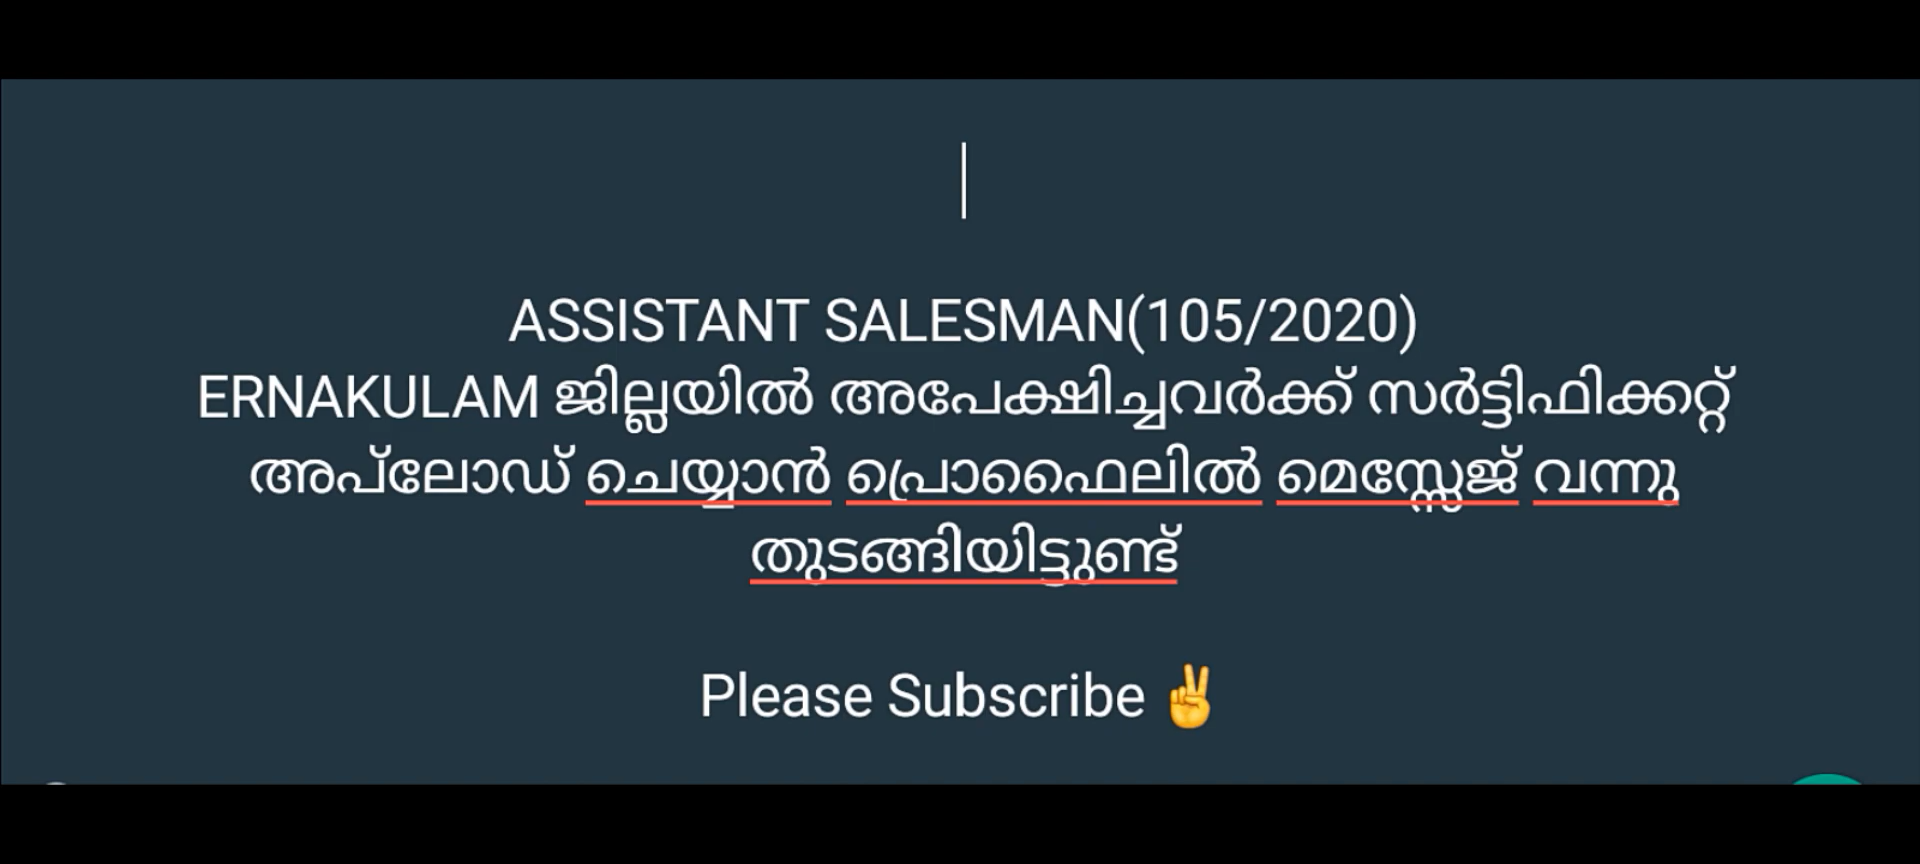 ASSISTANT SALESMAN(105/2020)
ERNAKULAM ജില്ലയിൽ അപേക്ഷിച്ചവർക്ക് സർട്ടിഫിക്കറ്റ്
അപ്ലോഡ് ചെയ്യാൻ പ്രൊഫൈലിൽ മെസ്സേജ് വന്നു
തുടങ്ങിയിട്ടുണ്ട്
Please Subscribe ✌️